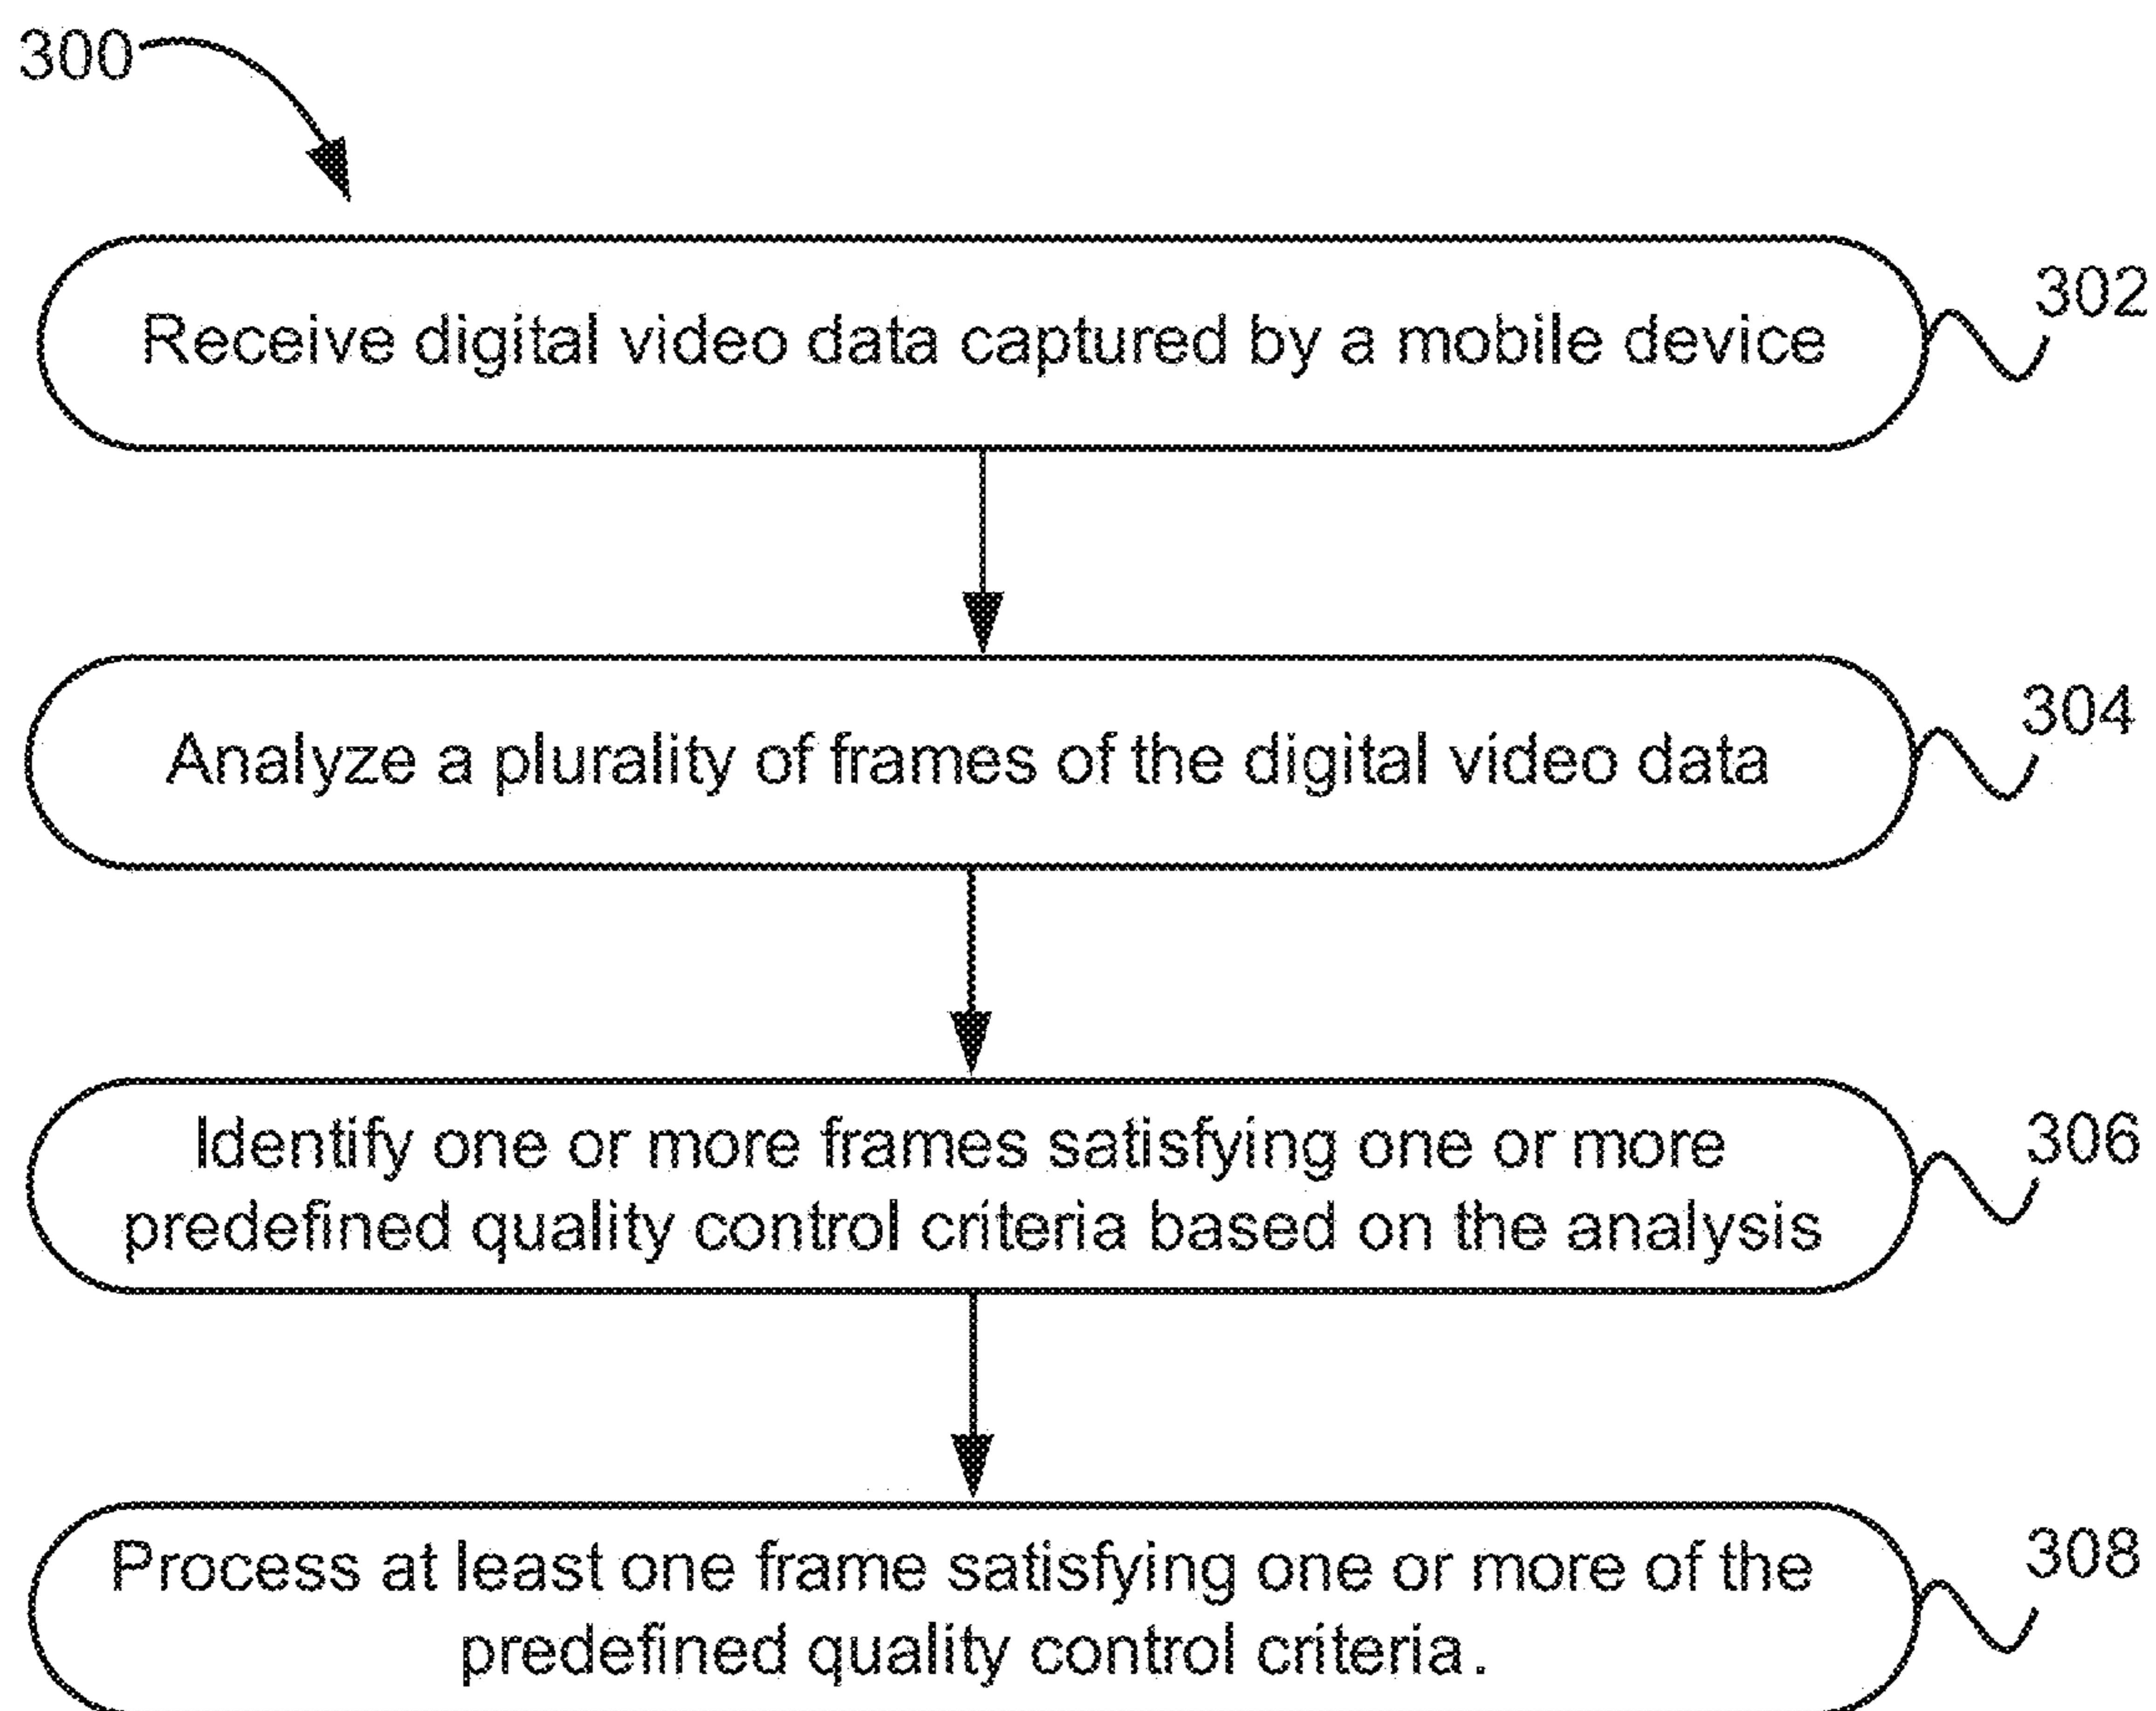 300
302
Receive digital video data captured by a mobile device
304
Analyze a plurality of frames of the digital video data
306
Identify one or more frames satisfying one or more
predefined quality control criteria based on the analysis
308
Process at least one frame satisfying one or more of the
predefined quality control criteria.